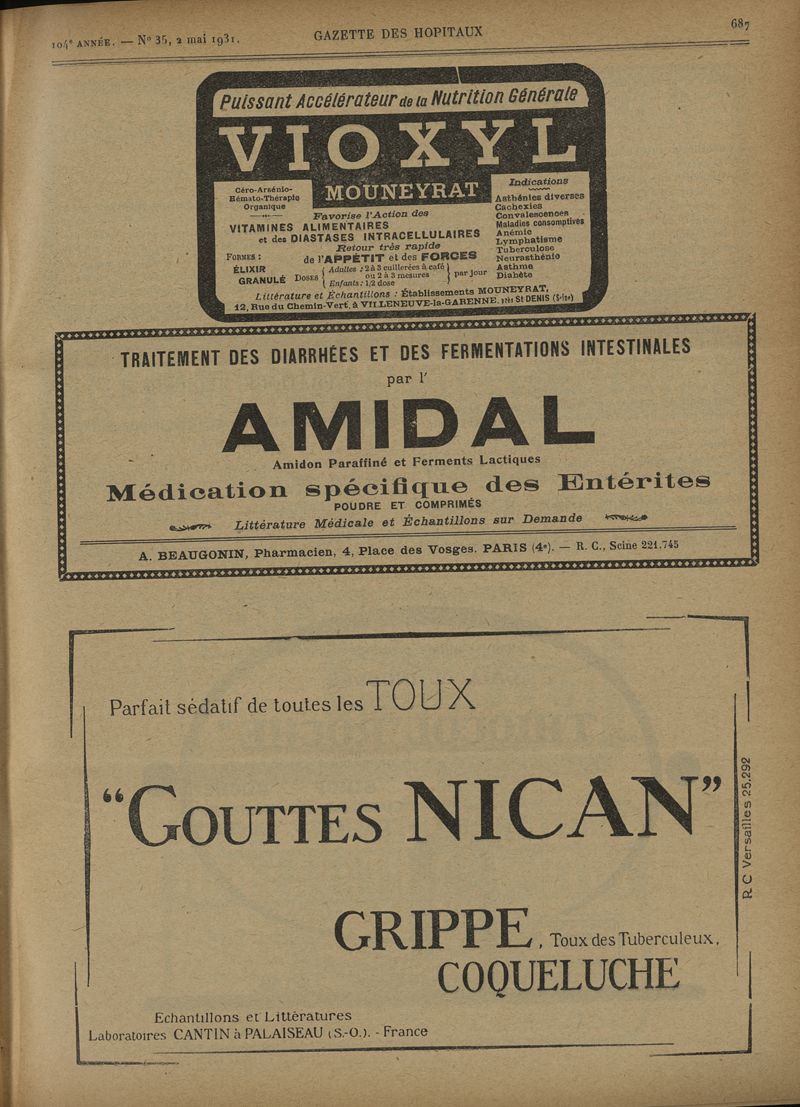 104e ANNÉE. — No 35, 2 mai 1931.
GAZETTE DES HOPITAUX
687
Puissant Accélérateur de la Nutrition Générale
VIOXYL
MOUNEYRAT
Céro-Arsénio-
Hémato-Thérapie
Organique
Favorise l'Action des
VITAMINES ALIMENTAIRES
et des DIASTASES INTRACELLULAIRES
Retour très rapide
de l'APPÉTIT et des FORCES
FORMES :
ÉLIXIR
GRANULÉ
DOSES
Adultes : 2 à 3 cuillerées à café
ou 2 à 3 mesures
Enfants : 1/2 dose
par jour
Indications
Asthénies diverses
Cachexies
Convalescences
Maladies consomptives
Anémie
Lymphatisme
Tuberculose
Neurasthénie
Asthme
Diabète
Littérature et Échantillons : Établissements MOUNEYRAT,
12, Rue du Chemin-Vert, à VILLENEUVE-la-GARENNE, près St DENIS (Seine)
TRAITEMENT DES DIARRHÉES ET DES FERMENTATIONS INTESTINALES
par l'
AMIDAL
Amidon Paraffiné et Ferments Lactiques
Médication spécifique des Entérites
POUDRE ET COMPRIMÉS
Littérature Médicale et Échantillons sur Demande
A. BEAUGONIN, Pharmacien, 4, Place des Vosges, PARIS (4e). — R. C., Seine 221.745
Parfait sédatif de toutes les TOUX
“GOUTTES NICAN”
GRIPPE, Toux des Tuberculeux,
COQUELUCHE
R C Versailles 25.292
Echantillons et Littératures
Laboratoires CANTIN à PALAISEAU (S.-O.). - France